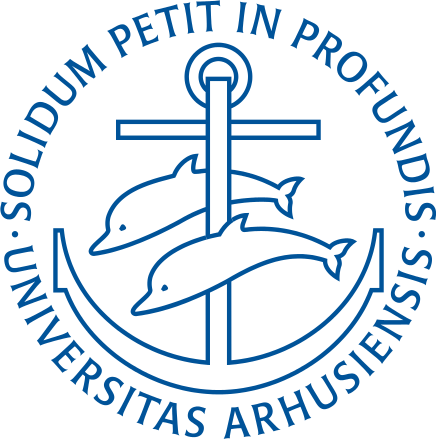 SOLIDUM PETIT IN PROFUNDIS
UNIVERSITAS ARHUSIENSIS